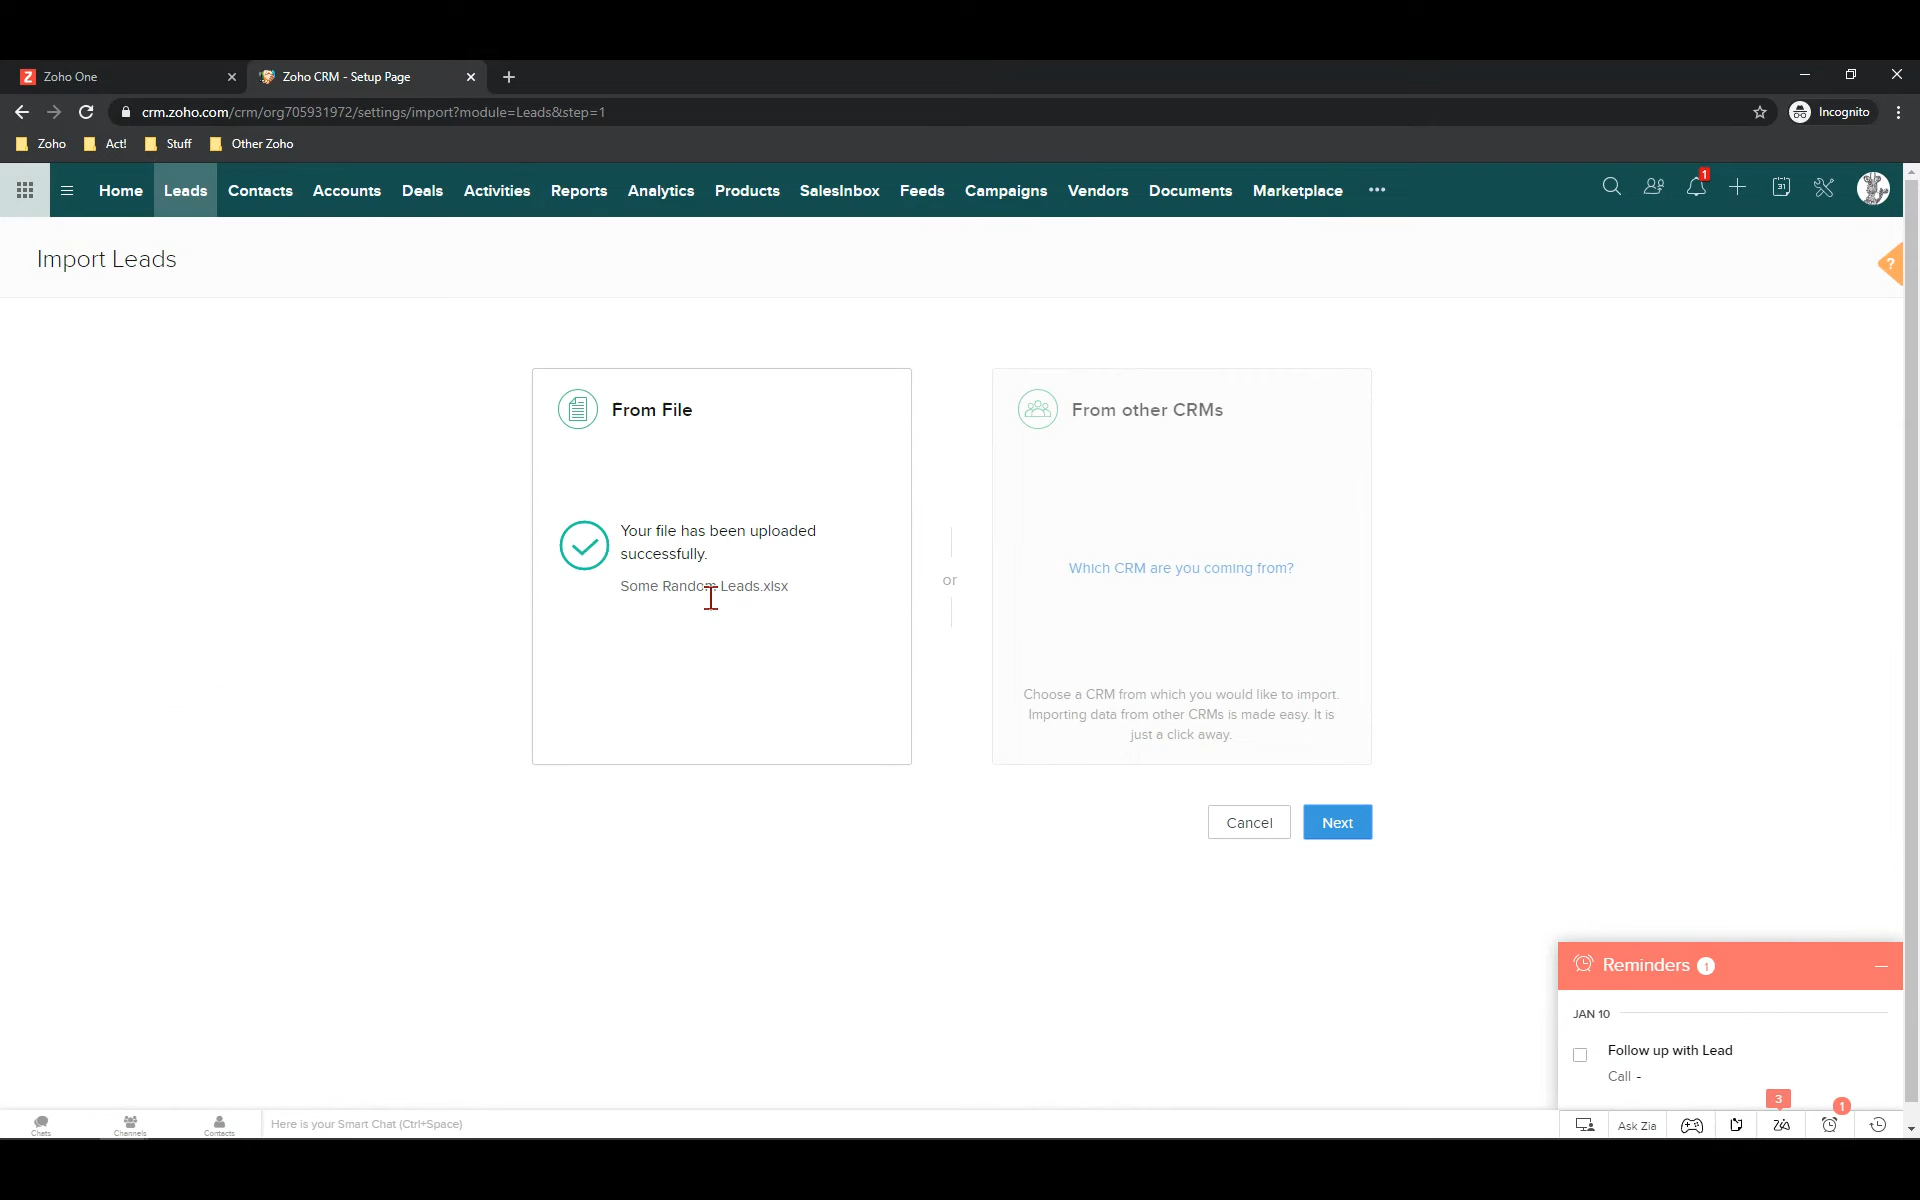 Zoho One
Zoho CRM - Setup Page
crm.zoho.com/crm/org705931972/settings/import?module=Leads&step=1
Incognito
Zoho
Act!
Stuff
Other Zoho
Home
Leads
Contacts
Accounts
Deals
Activities
Reports
Analytics
Products
SalesInbox
Feeds
Campaigns
Vendors
Documents
Marketplace
1
31
Import Leads
?
From File
From other CRMs
Your file has been uploaded
successfully.
Some Random Leads.xlsx
or
Which CRM are you coming from?
Choose a CRM from which you would like to import.
Importing data from other CRMs is made easy. It is
just a click away.
Cancel
Next
Reminders 1
JAN 10
Follow up with Lead
Call -
3
1
Chats
Channels
Contacts
Here is your Smart Chat (Ctrl+Space)
Ask Zia